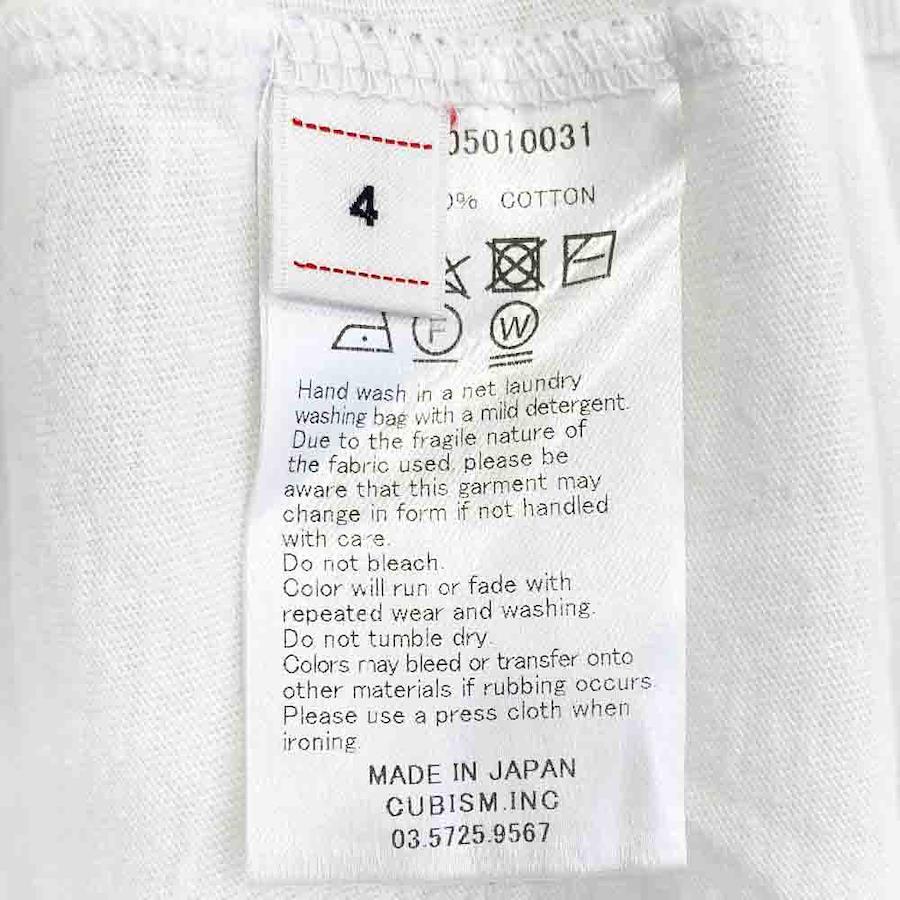 05010031
4
% COTTON
F W
Hand wash in a net laundry
washing bag with a mild detergent.
Due to the fragile nature of
the fabric used, please be
aware that this garment may
change in form if not handled
with care.
Do not bleach.
Color will run or fade with
repeated wear and washing.
Do not tumble dry.
Colors may bleed or transfer onto
other materials if rubbing occurs.
Please use a press cloth when
ironing.
MADE IN JAPAN
CUBISM.INC
03.5725.9567